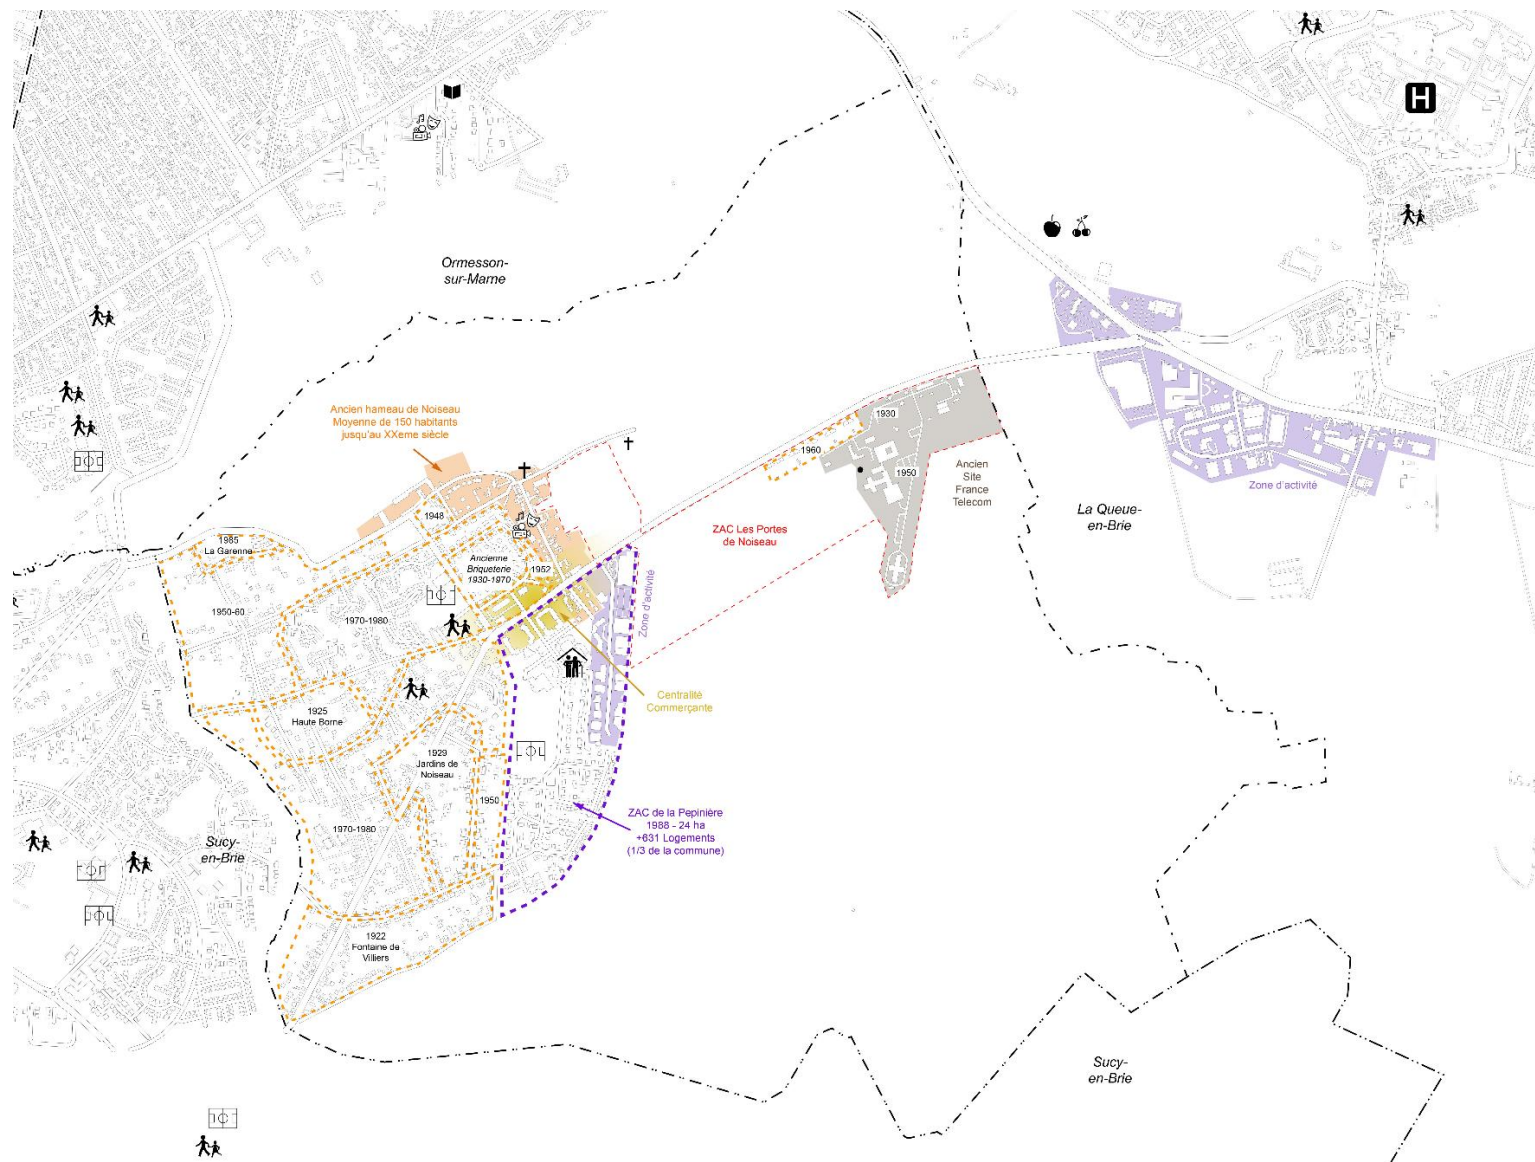 H
Ormesson-
sur-Marne
Ancien hameau de Noiseau
Moyenne de 150 habitants
jusqu'au XXeme siècle
1930
1960
1950
Ancien
Site
France
Telecom
Zone d'activité
La Queue-
en-Brie
ZAC Les Portes
de Noiseau
1948
1985
La Garenne
Ancienne
Briqueterie
1930-1970
1952
Zone d'activité
1950-60
1970-1980
Centralité
Commerçante
1925
Haute Borne
1929
Jardins de
Noiseau
1950
1970-1980
ZAC de la Pepinière
1988 - 24 ha
+631 Logements
(1/3 de la commune)
Sucy-
en-Brie
1922
Fontaine de
Villiers
Sucy-
en-Brie